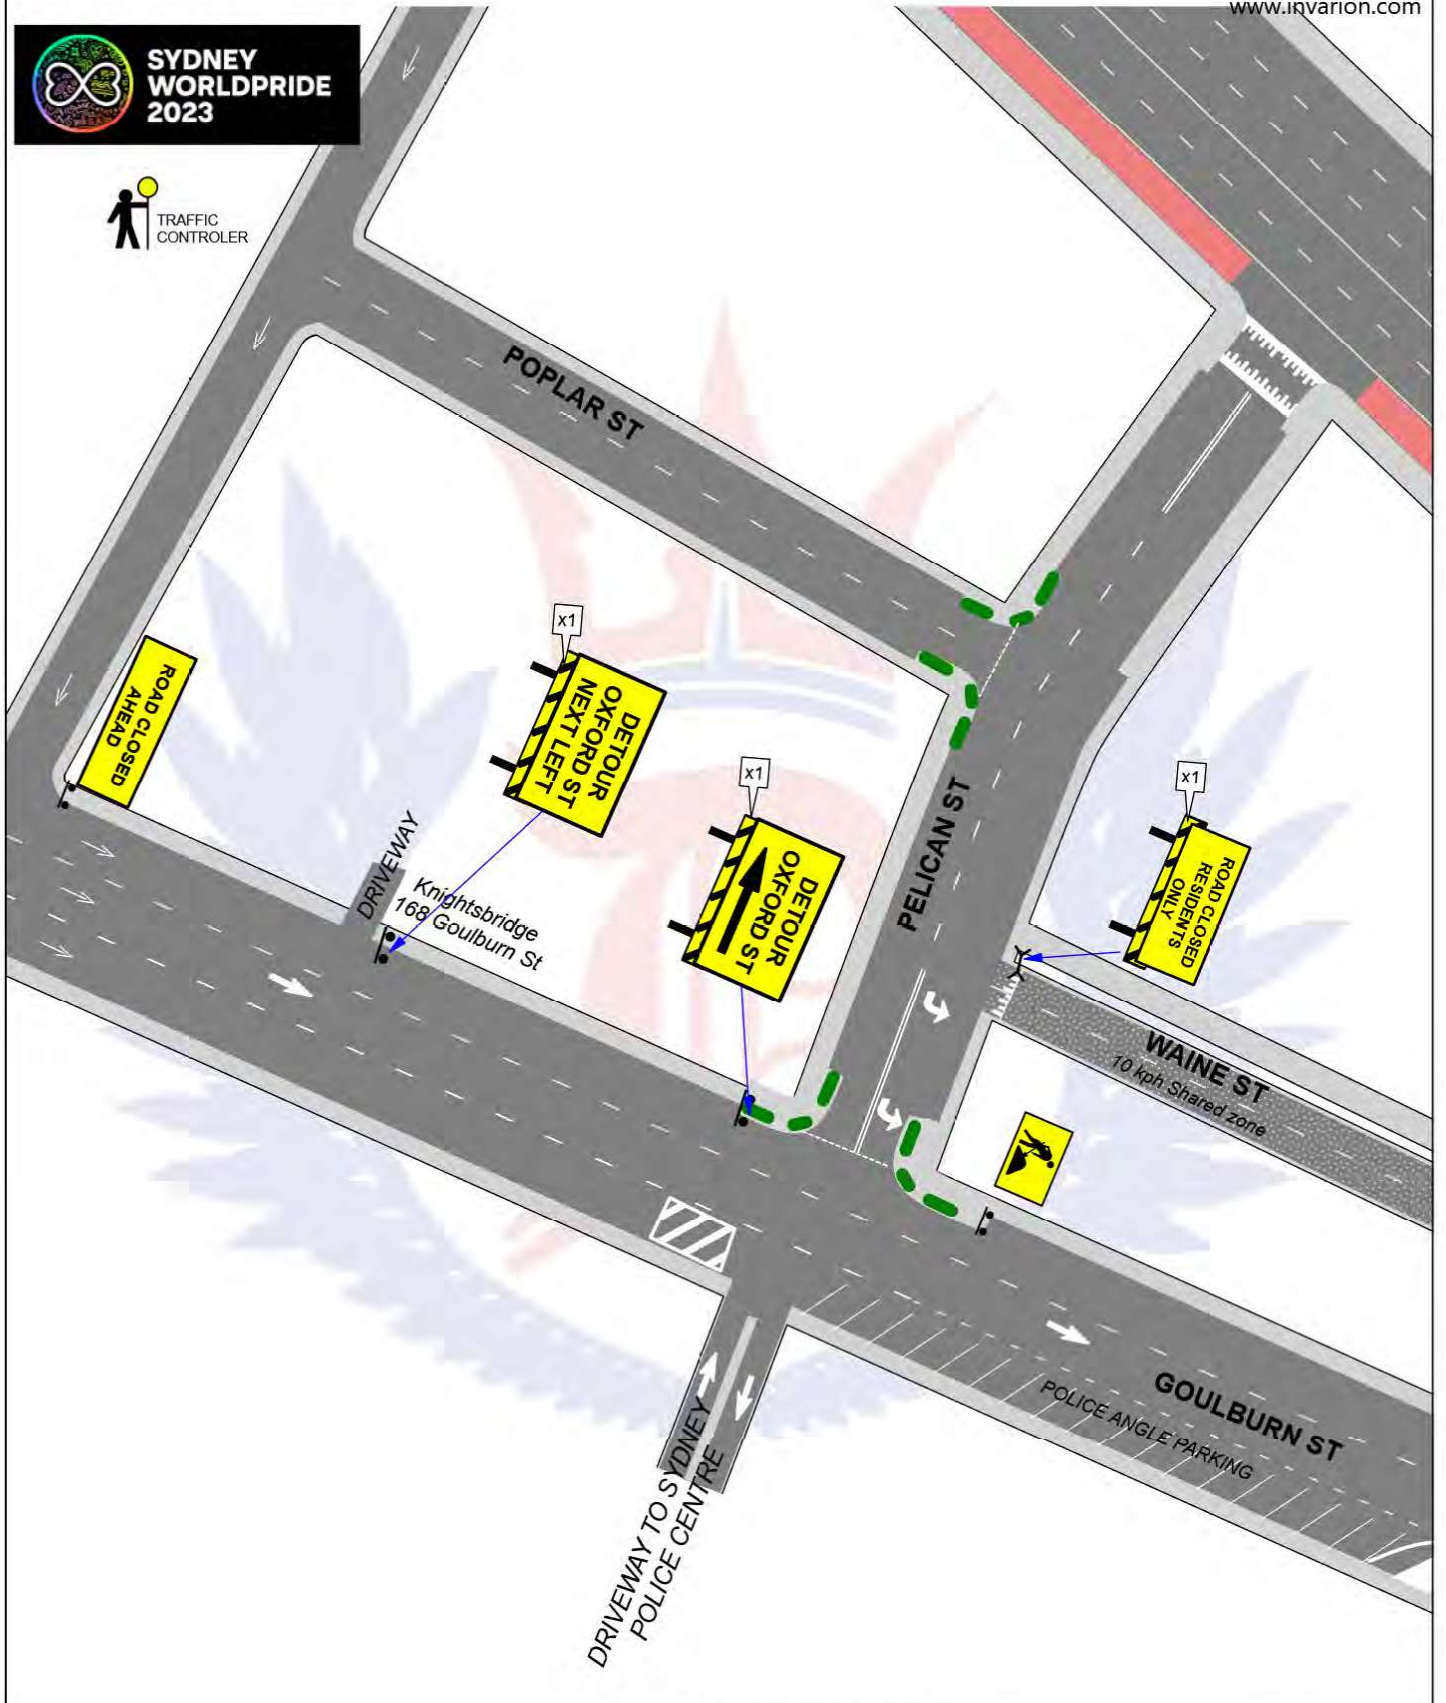 www.invarion.com
SYDNEY
WORLDPRIDE
2023
TRAFFIC
CONTROLER
POPLAR ST
x1
DETOUR
OXFORD ST
NEXT LEFT
ROAD CLOSED
AHEAD
x1
DETOUR
OXFORD ST
PELICAN ST
x1
ROAD CLOSED
RESIDENTS
ONLY
DRIVEWAY
Knightsbridge
168 Goulburn St
WAINE ST
10 kph Shared zone
GOULBURN ST
POLICE ANGLE PARKING
DRIVEWAY TO SYDNEY
POLICE CENTRE